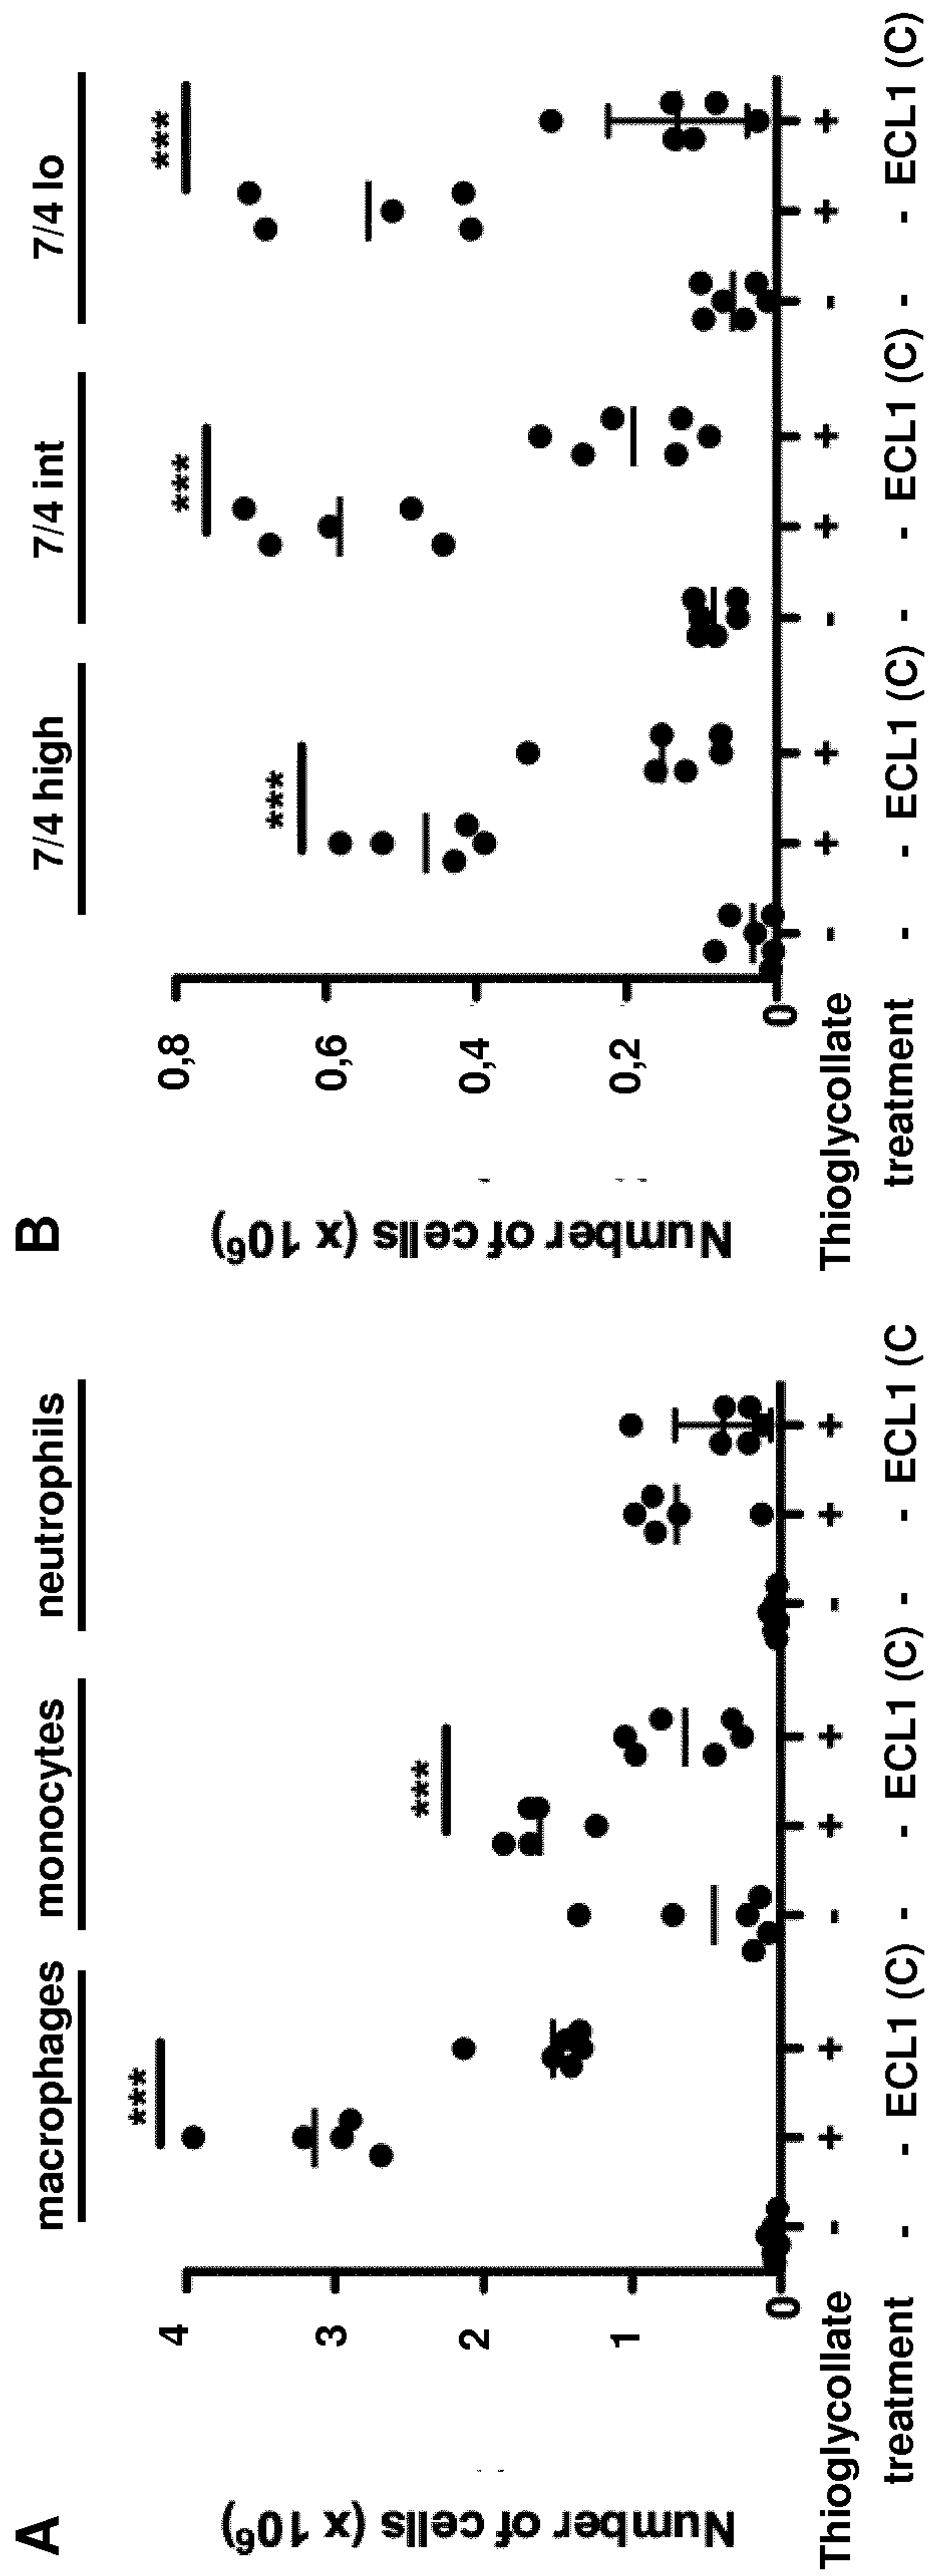 A
macrophages monocytes neutrophils
*** ***
Number of cells (x 10⁶)
4
3
2
1
0
Thioglycollate - + + - + + - + +
treatment - - ECL1 (C) - - ECL1 (C) - - ECL1 (C
B
7/4 high 7/4 int 7/4 lo
*** *** ***
Number of cells (x 10⁶)
0,8
0,6
0,4
0,2
0
Thioglycollate - + + - + + - + +
treatment - - ECL1 (C) - - ECL1 (C) - - ECL1 (C)